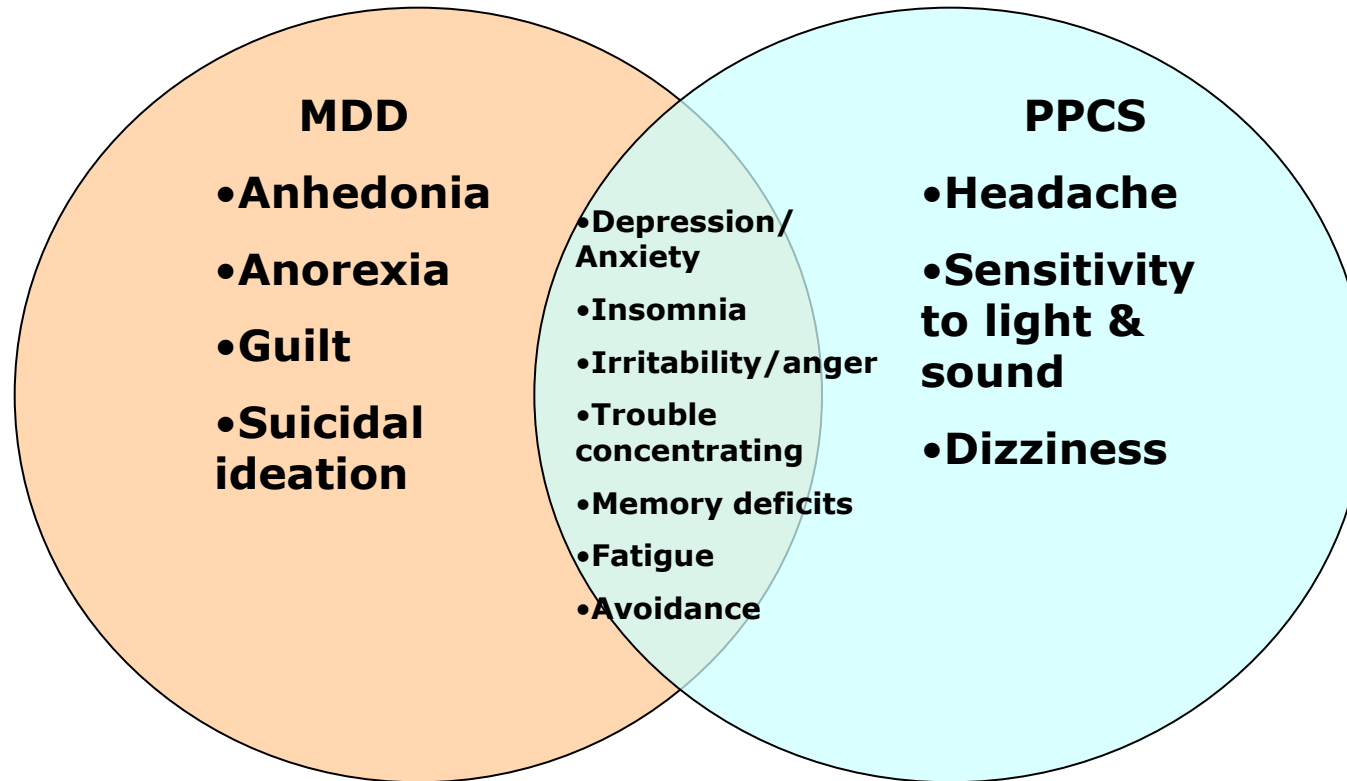 MDD
•Anhedonia
•Anorexia
•Guilt
•Suicidal
ideation
•Depression/
Anxiety
•Insomnia
•Irritability/anger
•Trouble
concentrating
•Memory deficits
•Fatigue
•Avoidance
PPCS
•Headache
•Sensitivity
to light &
sound
•Dizziness